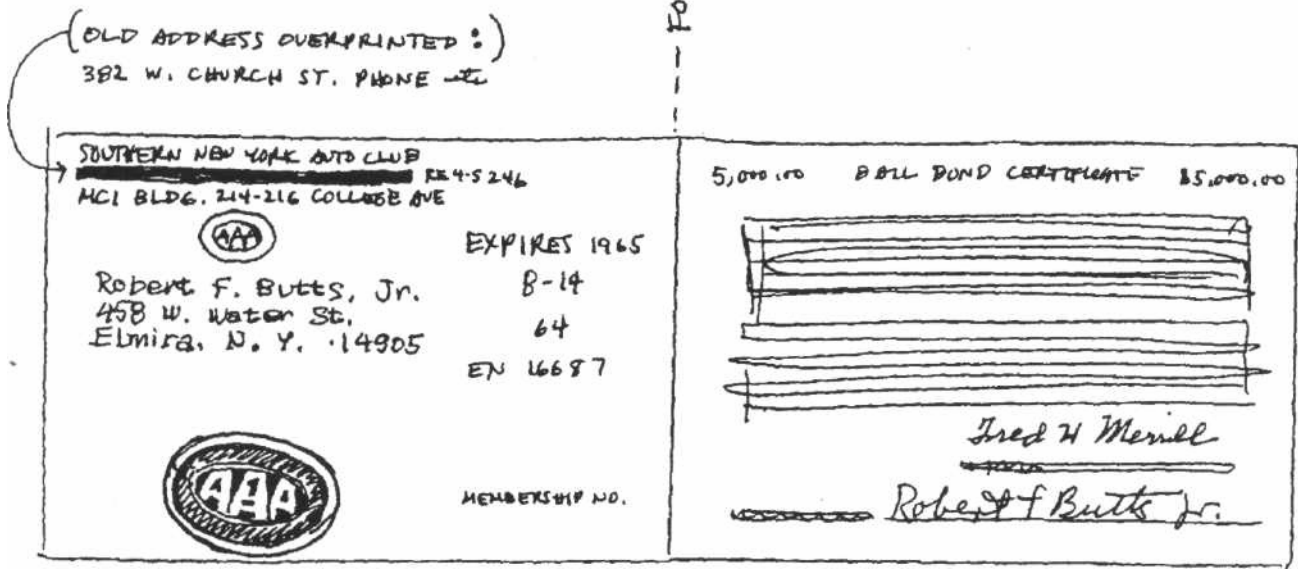 (OLD ADDRESS OVERPRINTED:)
382 W. CHURCH ST. PHONE etc
Fo
SOUTHERN NEW YORK AUTO CLUB
RE 4-5246
MCI BLDG. 214-216 COLLEGE AVE
AAA
Robert F. Butts, Jr.
458 W. Water St.
Elmira, N. Y. 14905
EXPIRES 1965
8-14
64
EN 16687
AAA
MEMBERSHIP NO.
5,000.00 BAIL BOND CERTIFICATE $5,000.00
Fred H Merrill
Robert F Butts Jr.